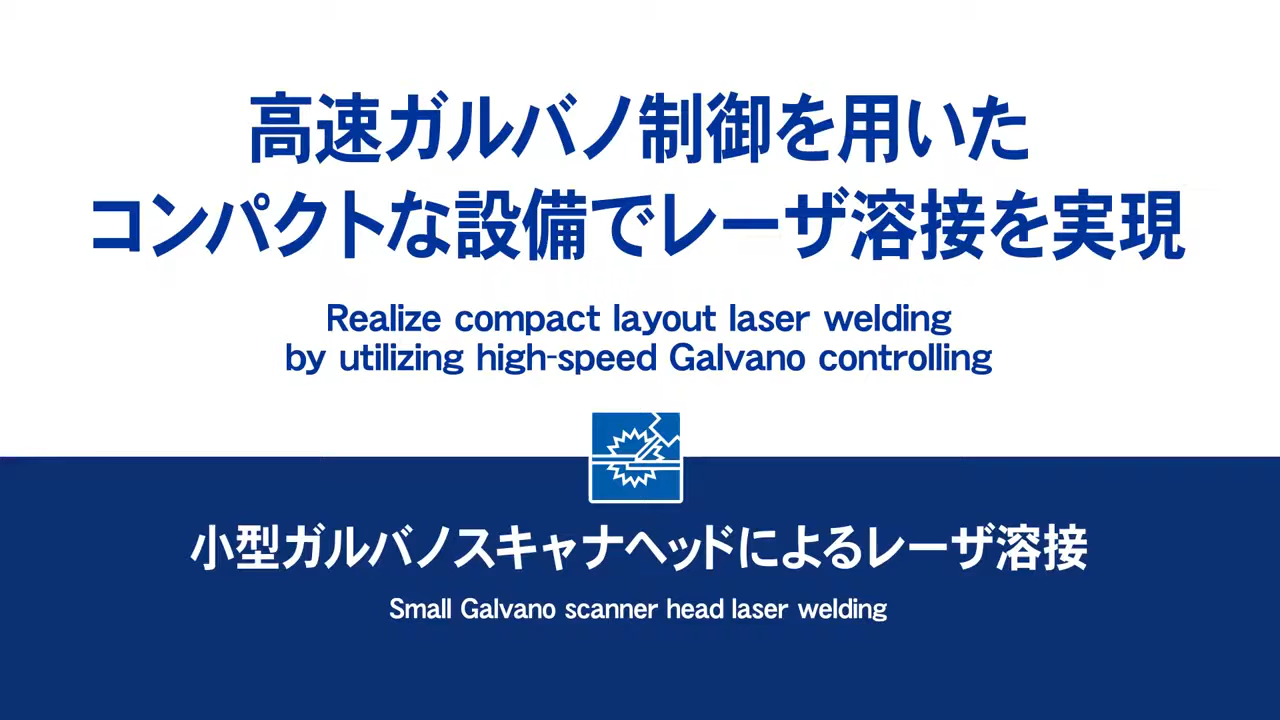 高速ガルバノ制御を用いた
コンパクトな設備でレーザ溶接を実現
Realize compact layout laser welding
by utilizing high-speed Galvano controlling
小型ガルバノスキャナヘッドによるレーザ溶接
Small Galvano scanner head laser welding